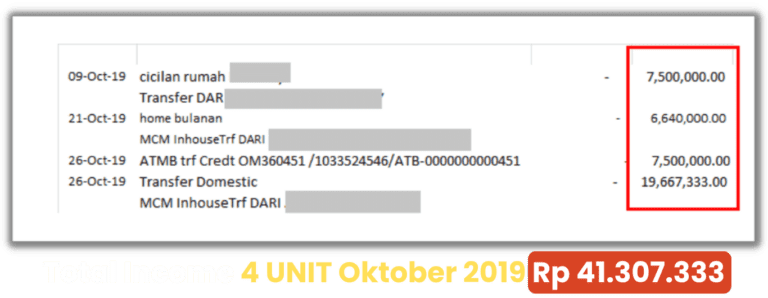 09-Oct-19 cicilan rumah - 7,500,000.00
Transfer DAR
21-Oct-19 home bulanan - 6,640,000.00
MCM InhouseTrf DARI
26-Oct-19 ATMB trf Credt OM360451 /1033524546/ATB-0000000000451 - 7,500,000.00
26-Oct-19 Transfer Domestic - 19,667,333.00
MCM InhouseTrf DARI
4 UNIT Oktober 2019 Rp 41.307.333